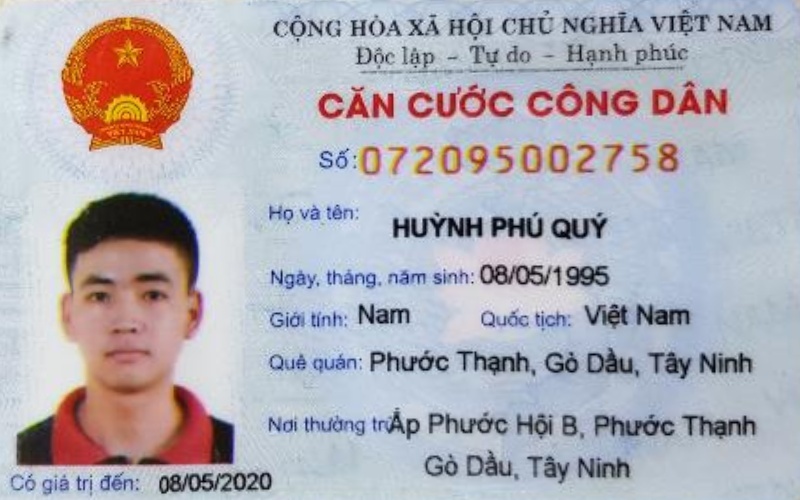 CỘNG HÒA XÃ HỘI CHỦ NGHĨA VIỆT NAM
Độc lập - Tự do - Hạnh phúc
CĂN CƯỚC CÔNG DÂN
Số: 072095002758
Họ và tên: HUỲNH PHÚ QUÝ
Ngày, tháng, năm sinh: 08/05/1995
Giới tính: Nam Quốc tịch: Việt Nam
Quê quán: Phước Thạnh, Gò Dầu, Tây Ninh
Nơi thường trú: Ấp Phước Hội B, Phước Thạnh
Gò Dầu, Tây Ninh
Có giá trị đến: 08/05/2020
VIỆT NAM